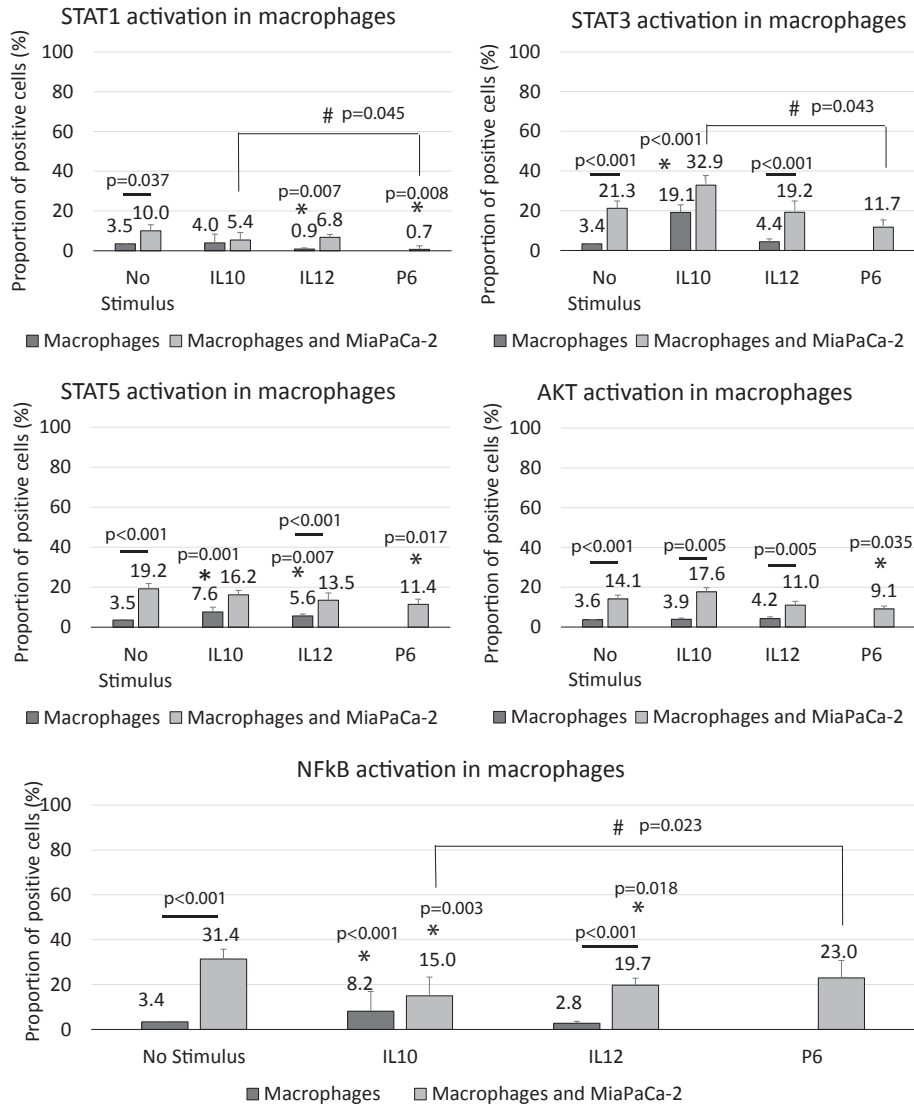 STAT1 activation in macrophages
Proportion of positive cells (%)
100
80
60
40
20
0
# p=0.045
p=0.037
p=0.007
p=0.008
*
*
3.5
10.0
4.0
5.4
0.9
6.8
0.7
No Stimulus
IL10
IL12
P6
Macrophages
Macrophages and MiaPaCa-2
STAT3 activation in macrophages
Proportion of positive cells (%)
100
80
60
40
20
0
# p=0.043
p<0.001
p<0.001
*
p<0.001
3.4
21.3
19.1
32.9
4.4
19.2
11.7
No
Stimulus
IL10
IL12
P6
Macrophages
Macrophages and MiaPaCa-2
STAT5 activation in macrophages
Proportion of positive cells (%)
100
80
60
40
20
0
p<0.001
p=0.001
*
p<0.001
p=0.007
*
p=0.017
*
3.5
19.2
7.6
16.2
5.6
13.5
11.4
No
Stimulus
IL10
IL12
P6
Macrophages
Macrophages and MiaPaCa-2
AKT activation in macrophages
Proportion of positive cells (%)
100
80
60
40
20
0
p<0.001
p=0.005
p=0.005
p=0.035
*
3.6
14.1
3.9
17.6
4.2
11.0
9.1
No
Stimulus
IL10
IL12
P6
Macrophages
Macrophages and MiaPaCa-2
NFkB activation in macrophages
Proportion of positive cells (%)
100
80
60
40
20
0
# p=0.023
p<0.001
p<0.001
*
p=0.003
*
p=0.018
*
p<0.001
3.4
31.4
8.2
15.0
2.8
19.7
23.0
No Stimulus
IL10
IL12
P6
Macrophages
Macrophages and MiaPaCa-2